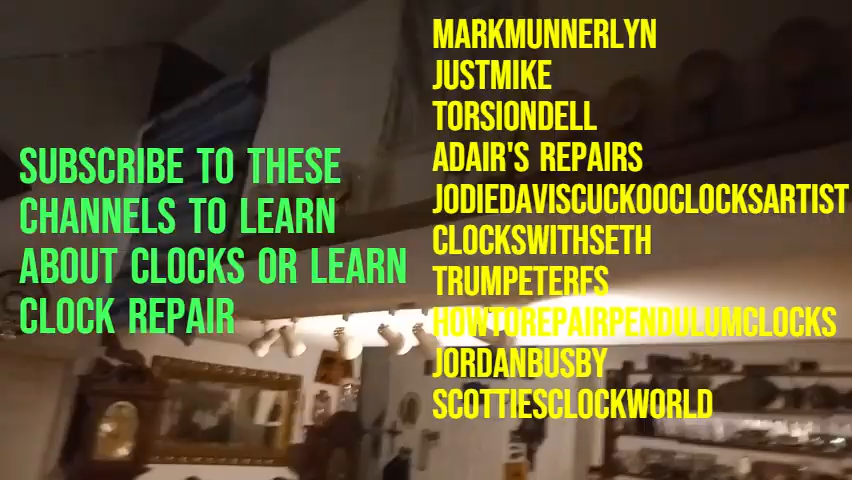 SUBSCRIBE TO THESE
CHANNELS TO LEARN
ABOUT CLOCKS OR LEARN
CLOCK REPAIR
MARKMUNNERLYN
JUSTMIKE
TORSIONDELL
ADAIR'S REPAIRS
JODIEDAVISCUCKOOCLOCKSARTIST
CLOCKSWITHSETH
TRUMPETERFS
HOWTOREPAIRPENDULUMCLOCKS
JORDANBUSBY
SCOTTIESCLOCKWORLD